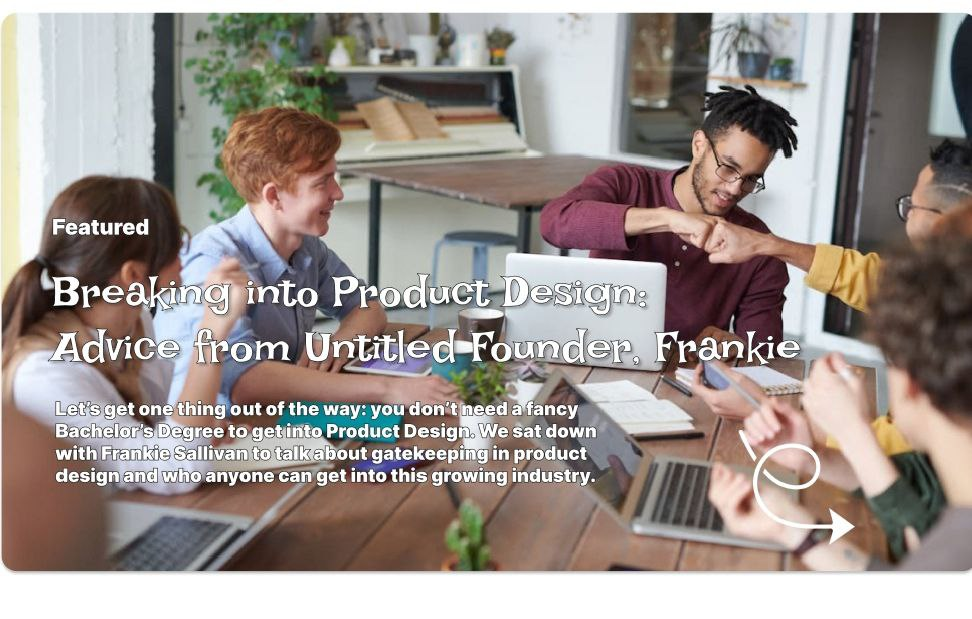 Featured
Breaking into Product Design:
Advice from Untitled Founder, Frankie
Let's get one thing out of the way: you don't need a fancy
Bachelor's Degree to get into Product Design. We sat down
with Frankie Sallivan to talk about gatekeeping in product
design and who anyone can get into this growing industry.